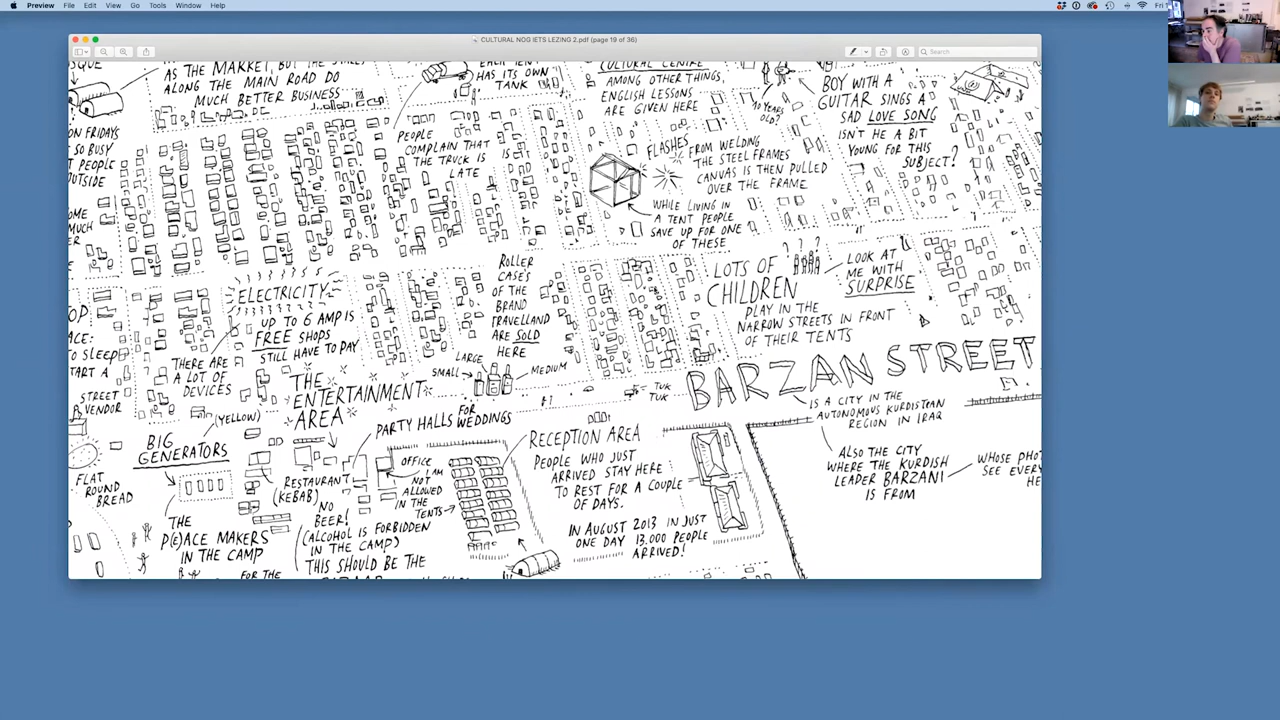 Preview File Edit View Go Tools Window Help
Fri
CULTURAL NOG IETS LEZING 2.pdf (page 19 of 36)
Search
AS THE MARKET, BUT THE
ALONG THE
MAIN ROAD DO
MUCH BETTER BUSINESS
ON FRIDAYS
SO BUSY
PEOPLE
HAS ITS OWN
TANK
PEOPLE
COMPLAIN THAT
THE TRUCK IS
LATE
CULTURAL CENTRE
AMONG OTHER THINGS,
ENGLISH LESSONS
ARE GIVEN HERE
10 YEARS
OLD?
BOY WITH A
GUITAR SINGS A
SAD LOVE SONG
ISN'T HE A BIT
YOUNG FOR THIS
SUBJECT?
FLASHES FROM WELDING
THE STEEL FRAMES
CANVAS IS THEN PULLED
OVER THE FRAME
WHILE LIVING IN
A TENT PEOPLE
SAVE UP FOR ONE
OF THESE
ELECTRICITY
UP TO 6 AMP IS
FREE SHOPS
STILL HAVE TO PAY
THERE ARE
A LOT OF
DEVICES
ROLLER
CASE'S
OF THE
BRAND
TRAVELLAND
ARE SOLD
HERE
SMALL
LARGE
MEDIUM
LOTS OF
CHILDREN
PLAY IN THE
NARROW STREETS IN FRONT
OF THEIR TENTS
? ? ?
LOOK AT
ME WITH
SURPRISE
TUK
TUK
BARZAN STREET
IS A CITY IN THE
AUTONOMOUS KURDISTAN
REGION IN IRAQ
ALSO THE CITY
WHERE THE KURDISH
LEADER BARZANI
IS FROM
WHOSE
SEE
TO SLEEP
START A
STREET
VENDOR
FLAT
ROUND
BREAD
(YELLOW)
BIG
GENERATORS
THE
P(E)ACE MAKERS
IN THE CAMP
FOR THE
THE
ENTERTAINMENT
AREA
PARTY HALLS FOR
WEDDINGS
RESTAURANT
(KEBAB)
NO
BEER!
(ALCOHOL IS FORBIDDEN
IN THE CAMP)
THIS SHOULD BE THE
OFFICE
I AM
NOT
ALLOWED
IN THE
TENTS
RECEPTION AREA
PEOPLE WHO JUST
ARRIVED STAY HERE
TO REST FOR A COUPLE
OF DAYS.
IN AUGUST 2013 IN JUST
ONE DAY 13.000 PEOPLE
ARRIVED!